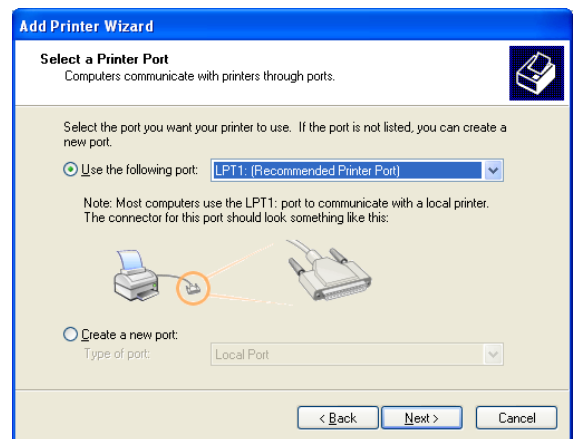 Add Printer Wizard
Select a Printer Port
Computers communicate with printers through ports.
Select the port you want your printer to use.  If the port is not listed, you can create a
new port.
Use the following port:
LPT1: (Recommended Printer Port)
Note: Most computers use the LPT1: port to communicate with a local printer.
The connector for this port should look something like this:
Create a new port:
Type of port:
Local Port
< Back
Next >
Cancel